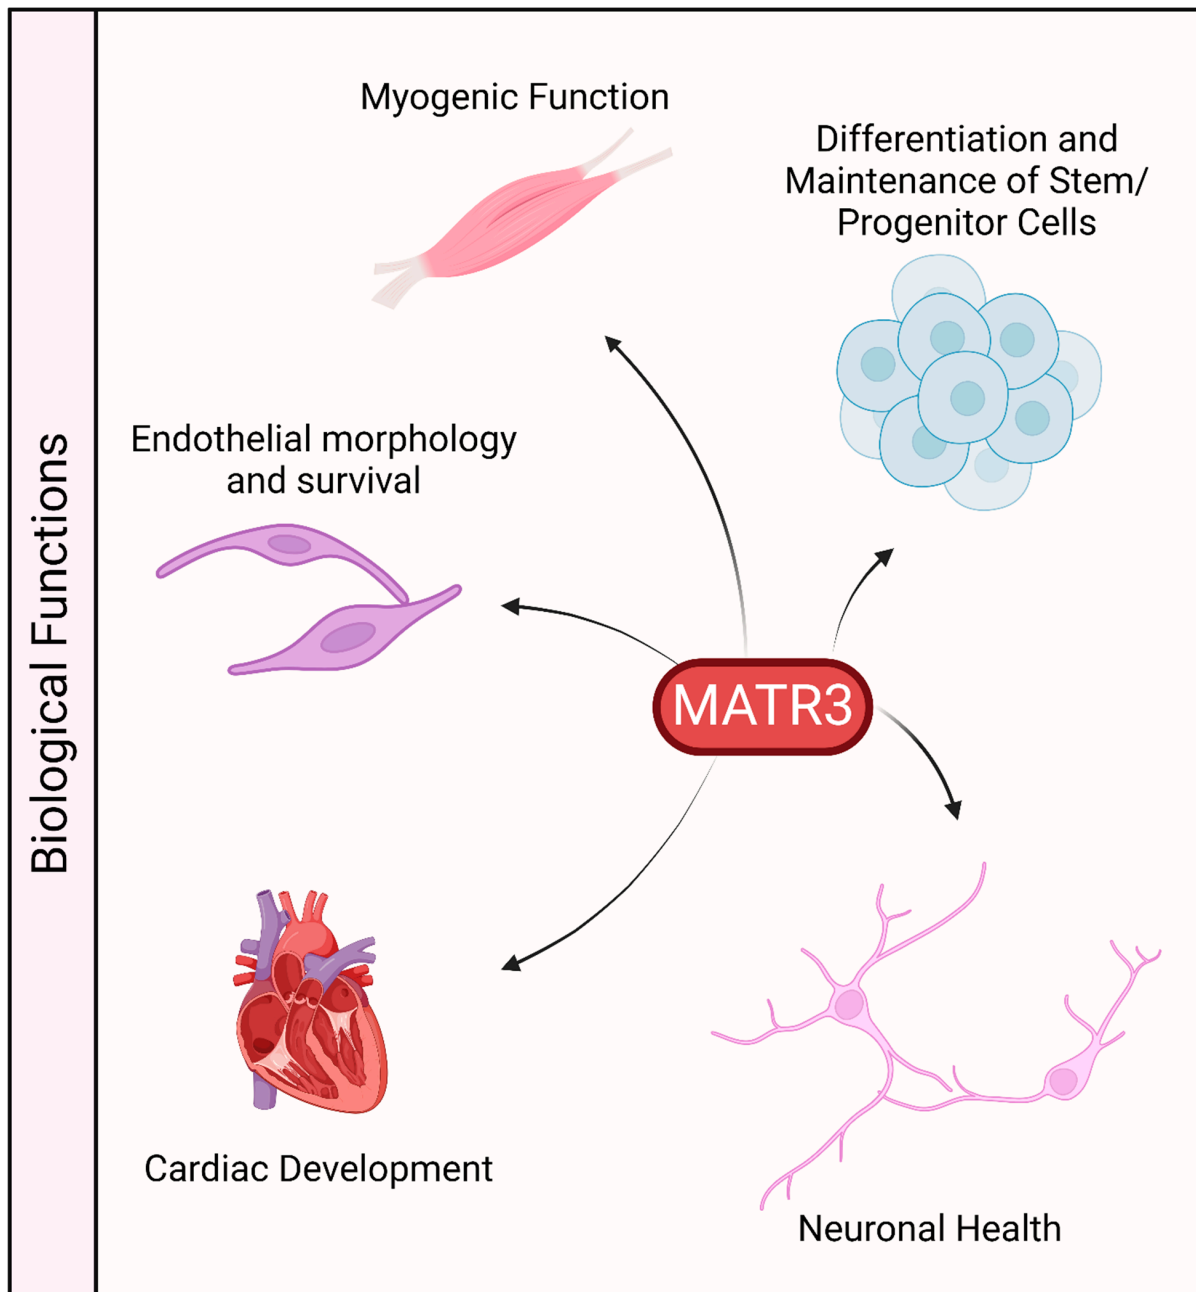 Biological Functions
Myogenic Function
Differentiation and
Maintenance of Stem/
Progenitor Cells
Endothelial morphology
and survival
MATR3
Cardiac Development
Neuronal Health